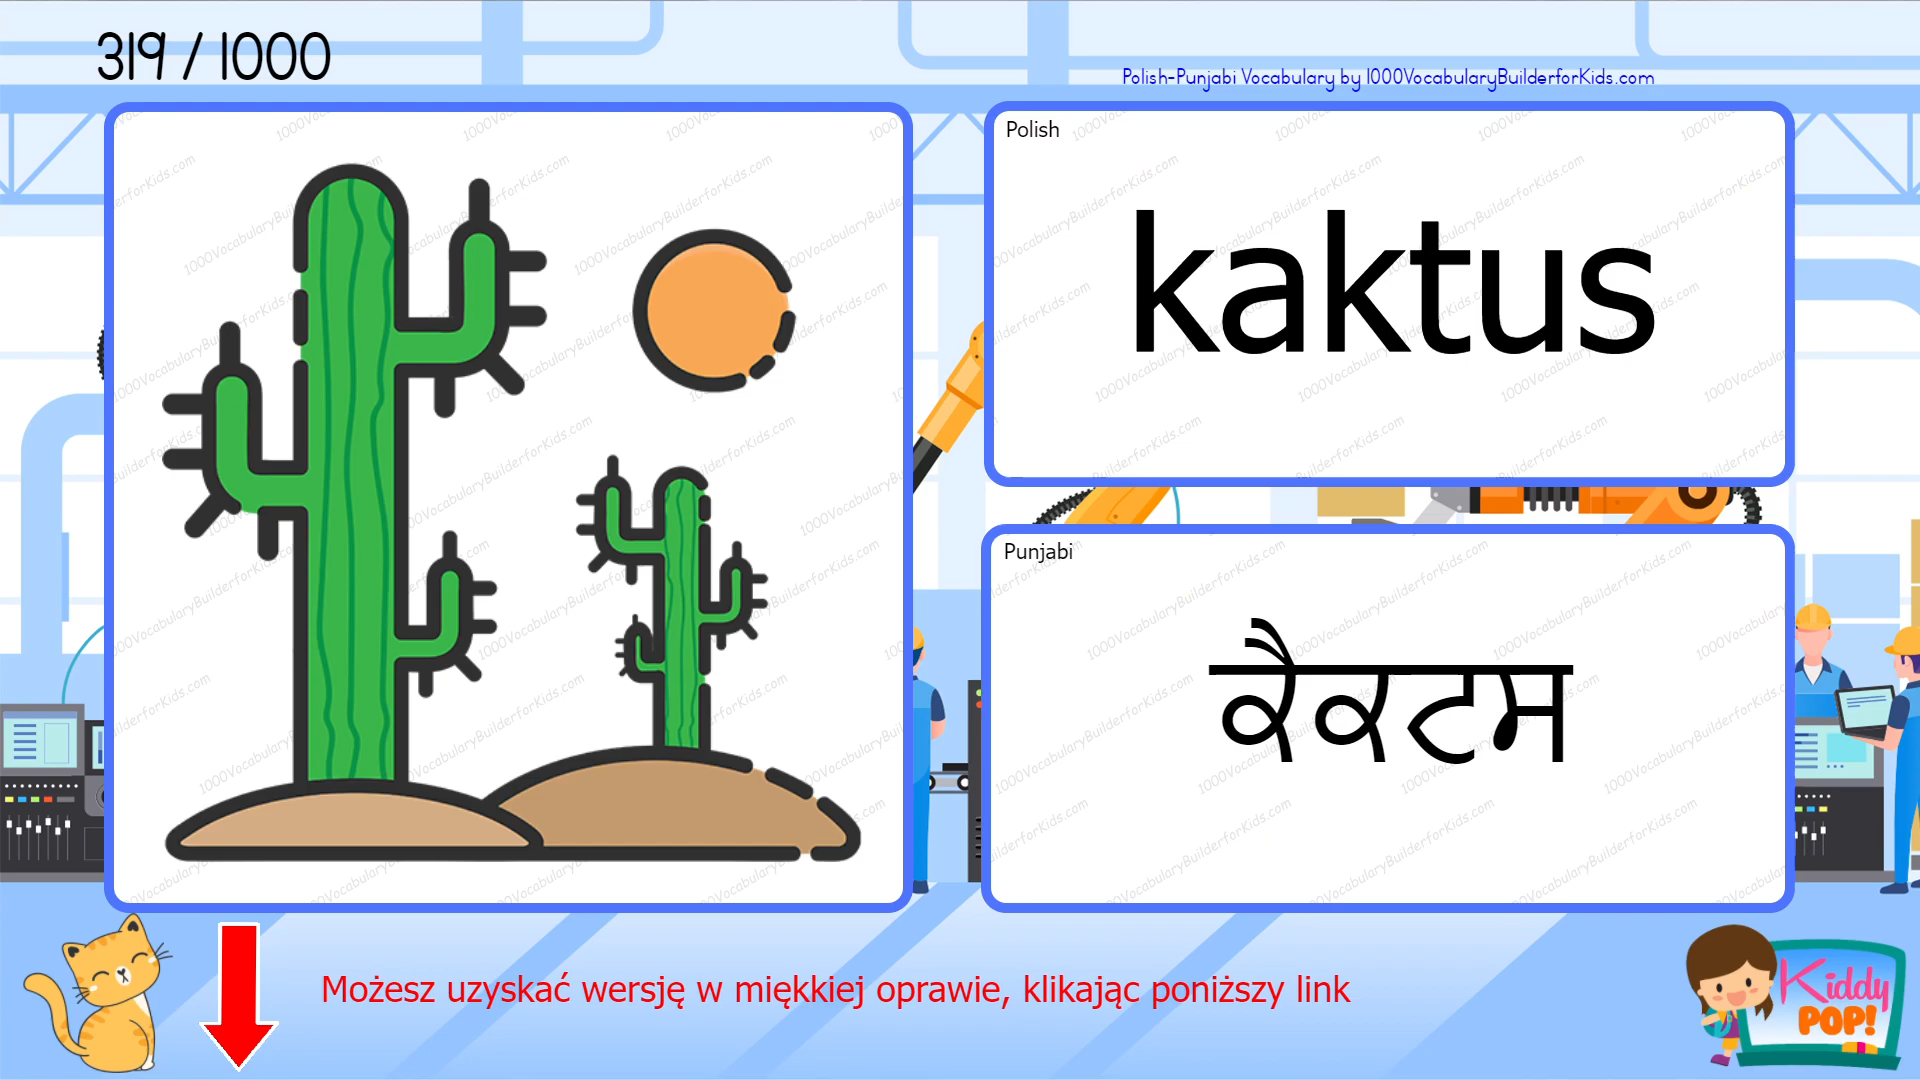 319 / 1000
Polish-Punjabi Vocabulary by 1000VocabularyBuilderforKids.com
Polish
kaktus
Punjabi
ਕੈਕਟਸ
Możesz uzyskać wersję w miękkiej oprawie, klikając poniższy link
Kiddy
POP!